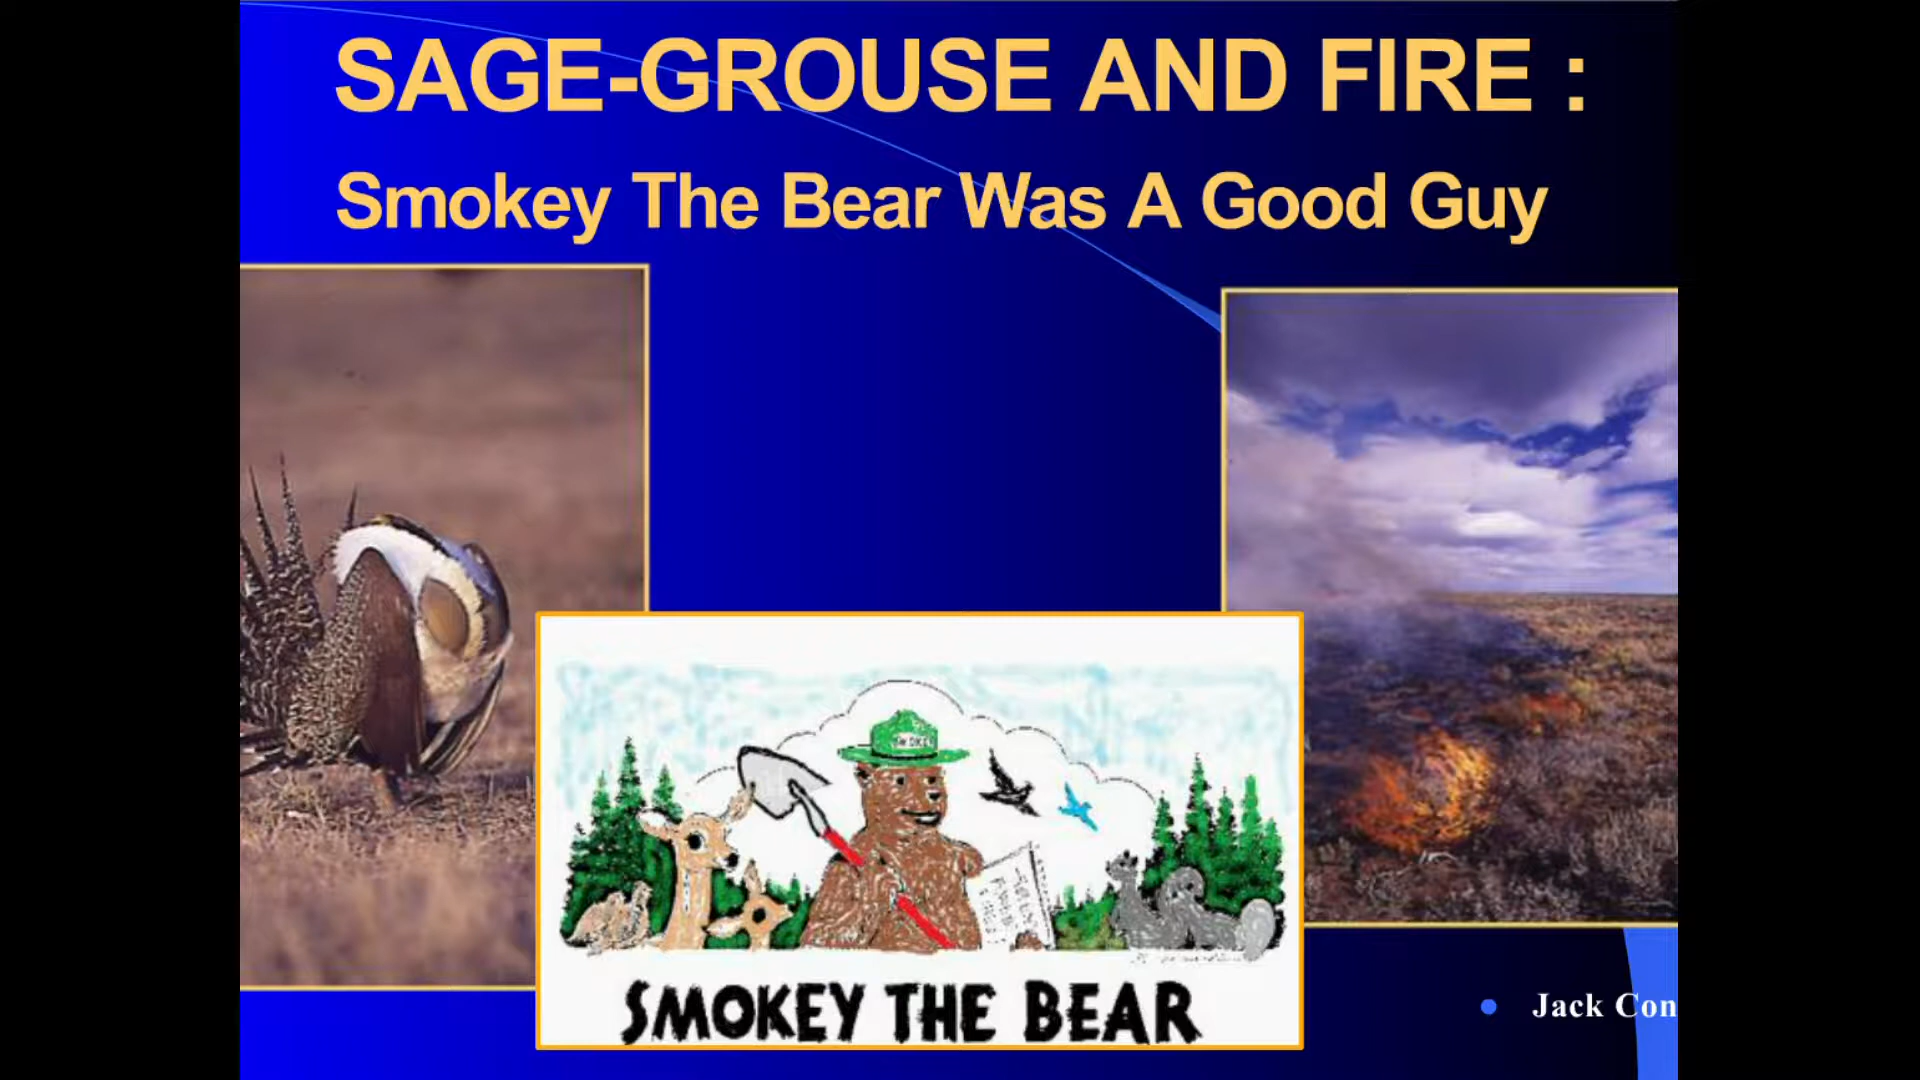 SAGE-GROUSE AND FIRE :
Smokey The Bear Was A Good Guy
SMOKEY THE BEAR
Jack Con